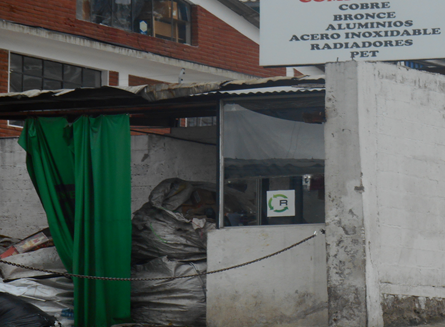 COBRE
BRONCE
ALUMINIOS
ACERO INOXIDABLE
RADIADORES
PET